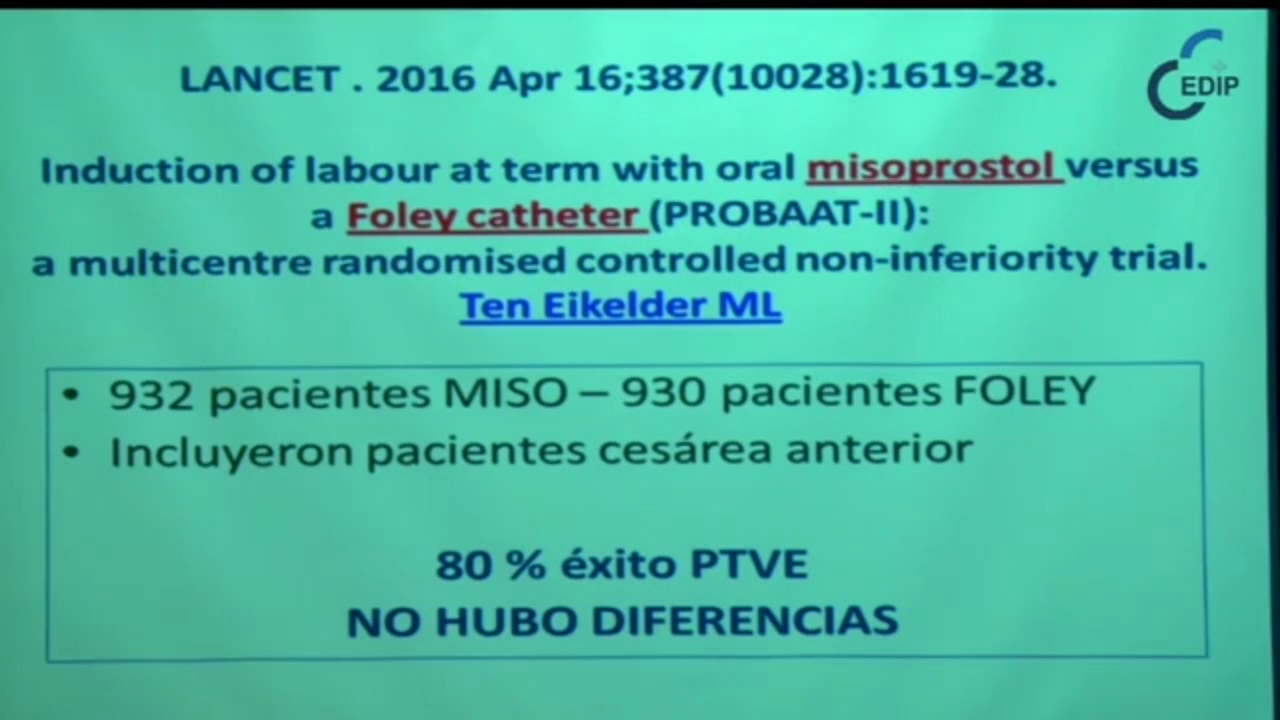 LANCET . 2016 Apr 16;387(10028):1619-28.
EDIP
Induction of labour at term with oral misoprostol versus
a Foley catheter (PROBAAT-II):
a multicentre randomised controlled non-inferiority trial.
Ten Eikelder ML
• 932 pacientes MISO – 930 pacientes FOLEY
• Incluyeron pacientes cesárea anterior
80 % éxito PTVE
NO HUBO DIFERENCIAS